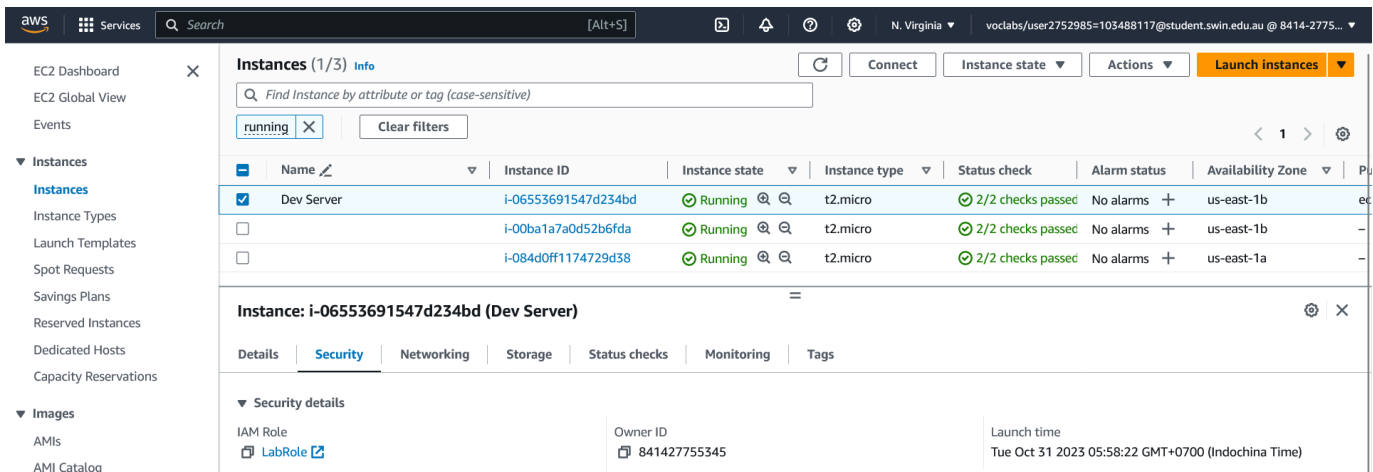 aws Services Search [Alt+S] N. Virginia voclabs/user2752985=103488117@student.swin.edu.au @ 8414-2775...
EC2 Dashboard
EC2 Global View
Events
Instances
Instances
Instance Types
Launch Templates
Spot Requests
Savings Plans
Reserved Instances
Dedicated Hosts
Capacity Reservations
Images
AMIs
AMI Catalog
Instances (1/3) Info Connect Instance state Actions Launch instances
Find Instance by attribute or tag (case-sensitive)
running Clear filters
1
Name Instance ID Instance state Instance type Status check Alarm status Availability Zone Pu
Dev Server i-06553691547d234bd Running t2.micro 2/2 checks passed No alarms us-east-1b ec
i-00ba1a7a0d52b6fda Running t2.micro 2/2 checks passed No alarms us-east-1b –
i-084d0ff1174729d38 Running t2.micro 2/2 checks passed No alarms us-east-1a –
Instance: i-06553691547d234bd (Dev Server)
Details Security Networking Storage Status checks Monitoring Tags
Security details
IAM Role Owner ID Launch time
LabRole 841427755345 Tue Oct 31 2023 05:58:22 GMT+0700 (Indochina Time)